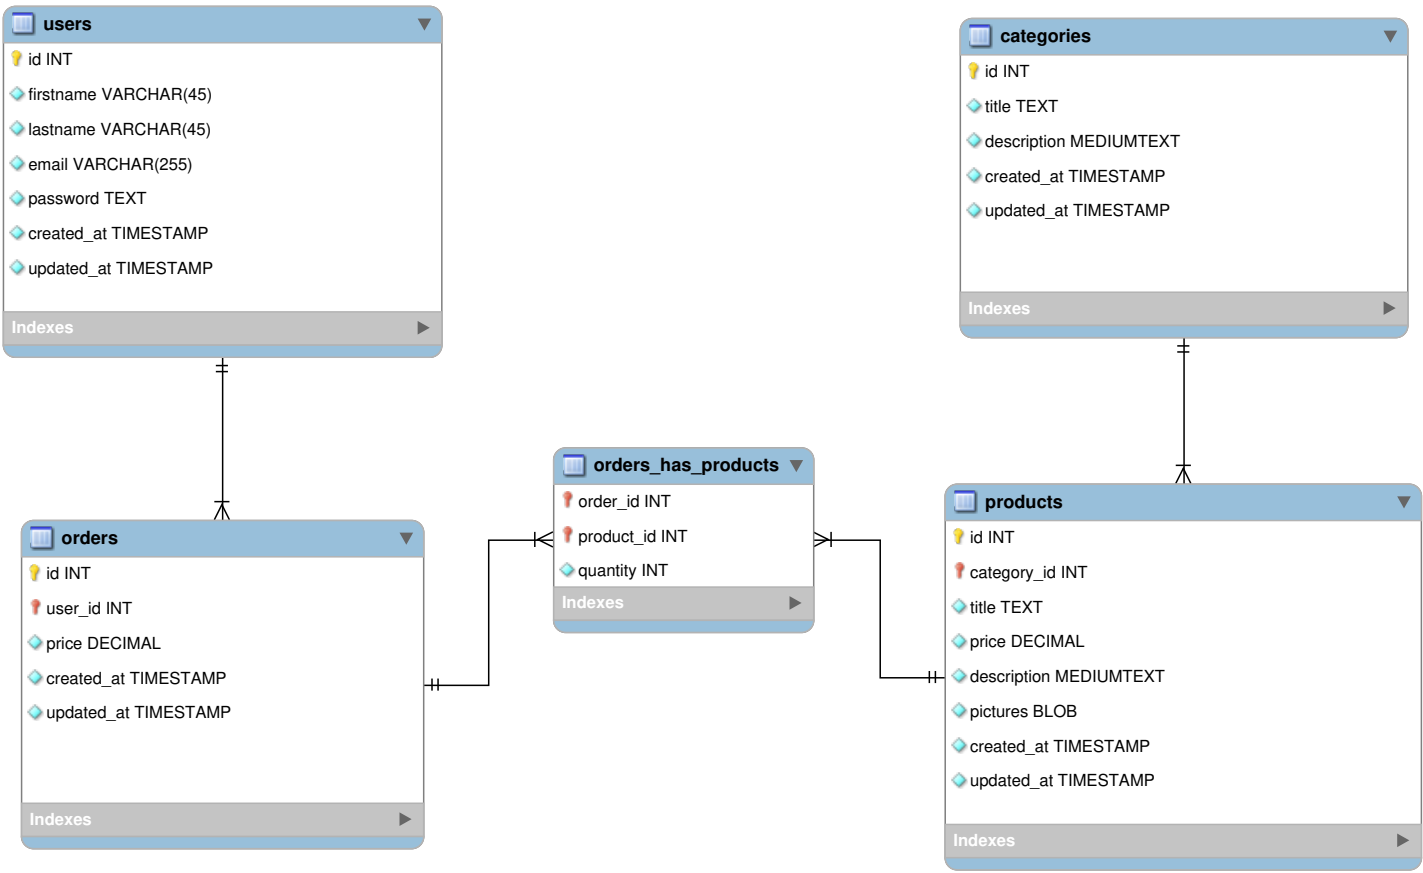 users
id INT
firstname VARCHAR(45)
lastname VARCHAR(45)
email VARCHAR(255)
password TEXT
created_at TIMESTAMP
updated_at TIMESTAMP
Indexes
categories
id INT
title TEXT
description MEDIUMTEXT
created_at TIMESTAMP
updated_at TIMESTAMP
Indexes
orders
id INT
user_id INT
price DECIMAL
created_at TIMESTAMP
updated_at TIMESTAMP
Indexes
orders_has_products
order_id INT
product_id INT
quantity INT
Indexes
products
id INT
category_id INT
title TEXT
price DECIMAL
description MEDIUMTEXT
pictures BLOB
created_at TIMESTAMP
updated_at TIMESTAMP
Indexes